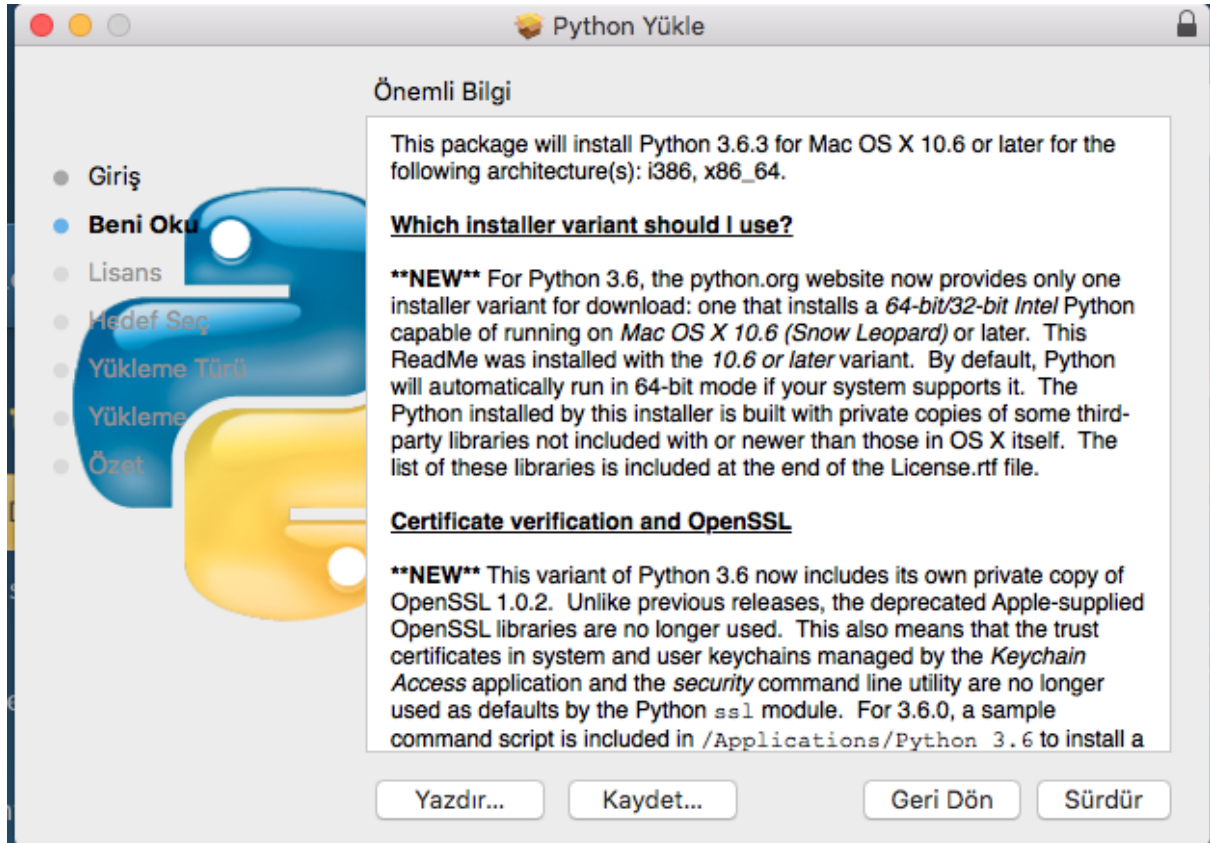 Python Yükle
Önemli Bilgi
Giriş
Beni Oku
Lisans
Hedef Seç
Yükleme Türü
Yükleme
Özet
This package will install Python 3.6.3 for Mac OS X 10.6 or later for the
following architecture(s): i386, x86_64.
Which installer variant should I use?
**NEW** For Python 3.6, the python.org website now provides only one
installer variant for download: one that installs a 64-bit/32-bit Intel Python
capable of running on Mac OS X 10.6 (Snow Leopard) or later. This
ReadMe was installed with the 10.6 or later variant. By default, Python
will automatically run in 64-bit mode if your system supports it. The
Python installed by this installer is built with private copies of some third-
party libraries not included with or newer than those in OS X itself. The
list of these libraries is included at the end of the License.rtf file.
Certificate verification and OpenSSL
**NEW** This variant of Python 3.6 now includes its own private copy of
OpenSSL 1.0.2. Unlike previous releases, the deprecated Apple-supplied
OpenSSL libraries are no longer used. This also means that the trust
certificates in system and user keychains managed by the Keychain
Access application and the security command line utility are no longer
used as defaults by the Python ssl module. For 3.6.0, a sample
command script is included in /Applications/Python 3.6 to install a
Yazdır...
Kaydet...
Geri Dön
Sürdür